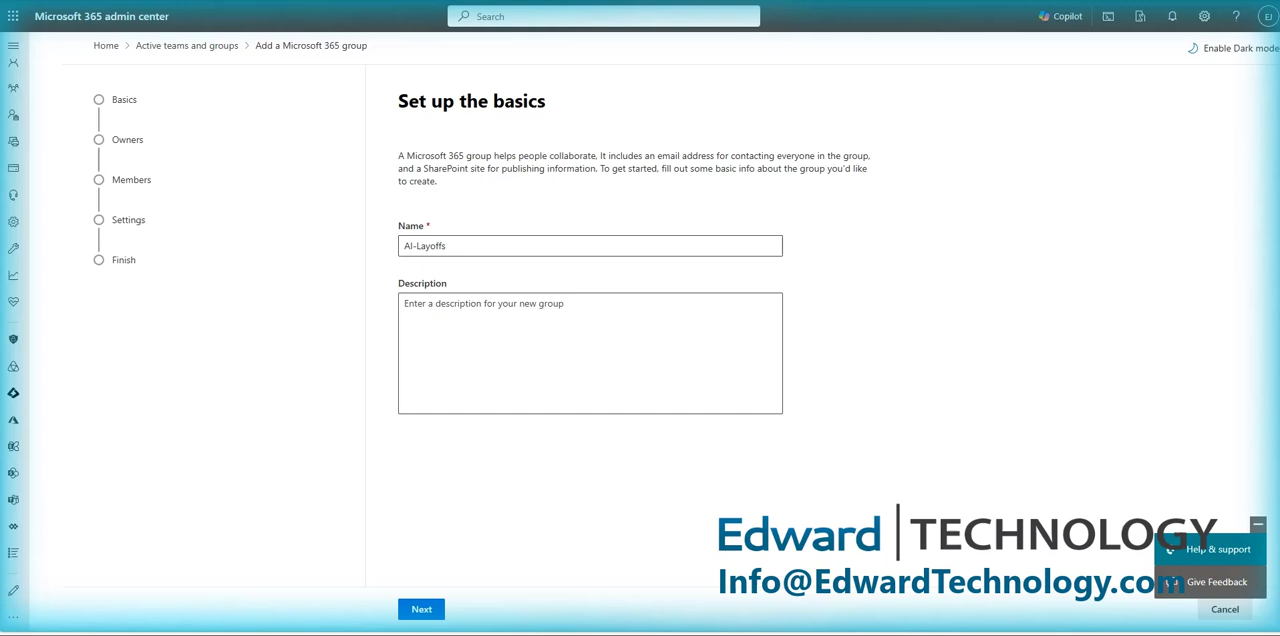 Microsoft 365 admin center
Search
Copilot
EJ
Home > Active teams and groups > Add a Microsoft 365 group
Enable Dark mode
Basics
Owners
Members
Settings
Finish
Set up the basics
A Microsoft 365 group helps people collaborate, It includes an email address for contacting everyone in the group,
and a SharePoint site for publishing information. To get started, fill out some basic info about the group you'd like
to create.
Name *
AI-Layoffs
Description
Enter a description for your new group
Edward | TECHNOLOGY
Info@EdwardTechnology.com
Help & support
Give Feedback
Next
Cancel